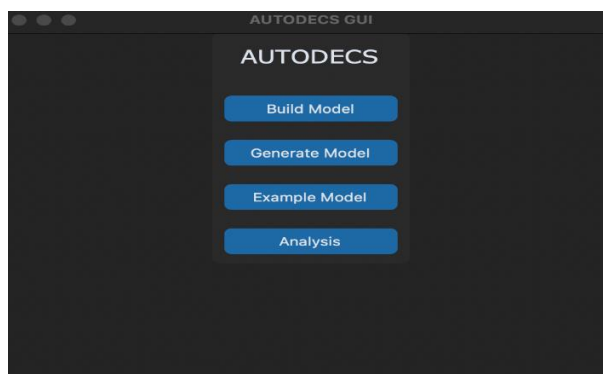 AUTODECS GUI
AUTODECS
Build Model
Generate Model
Example Model
Analysis